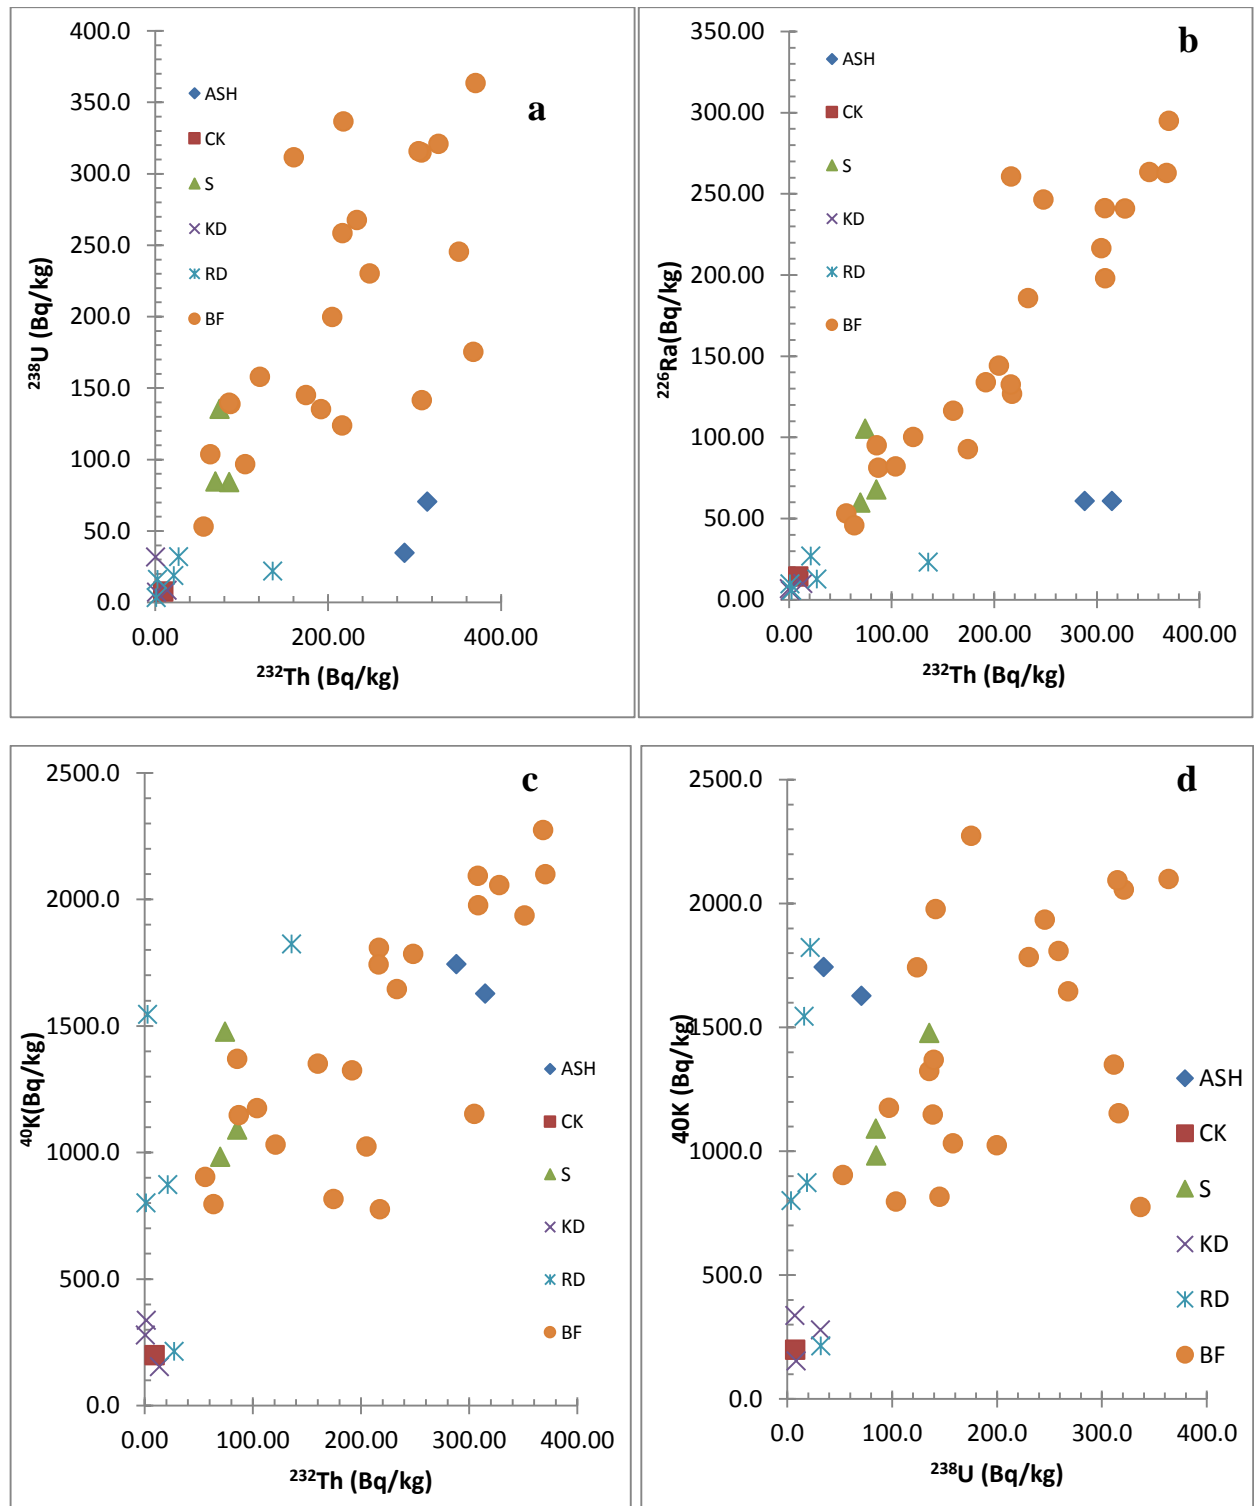 a
400.0
350.0
300.0
250.0
200.0
150.0
100.0
50.0
0.0
0.00 200.00 400.00
²³⁸U (Bq/kg)
²³²Th (Bq/kg)
ASH
CK
S
KD
RD
BF
b
350.00
300.00
250.00
200.00
150.00
100.00
50.00
0.00
0.00 100.00 200.00 300.00 400.00
²²⁶Ra(Bq/kg)
²³²Th (Bq/kg)
ASH
CK
S
KD
RD
BF
c
2500.0
2000.0
1500.0
1000.0
500.0
0.0
0.00 100.00 200.00 300.00 400.00
⁴⁰K(Bq/kg)
²³²Th (Bq/kg)
ASH
CK
S
KD
RD
BF
d
2500.0
2000.0
1500.0
1000.0
500.0
0.0
0.0 100.0 200.0 300.0 400.0
40K (Bq/kg)
²³⁸U (Bq/kg)
ASH
CK
S
KD
RD
BF